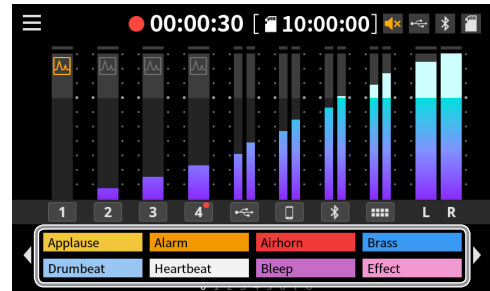 00:00:30 [ 10:00:00]
1 2 3 4 L R
Applause Alarm Airhorn Brass
Drumbeat Heartbeat Bleep Effect